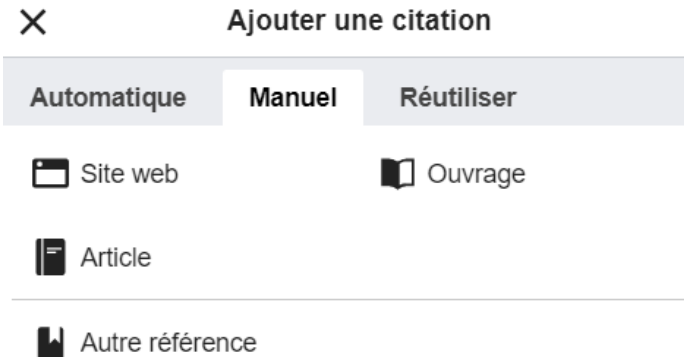 Ajouter une citation
Automatique Manuel Réutiliser
Site web Ouvrage
Article
Autre référence